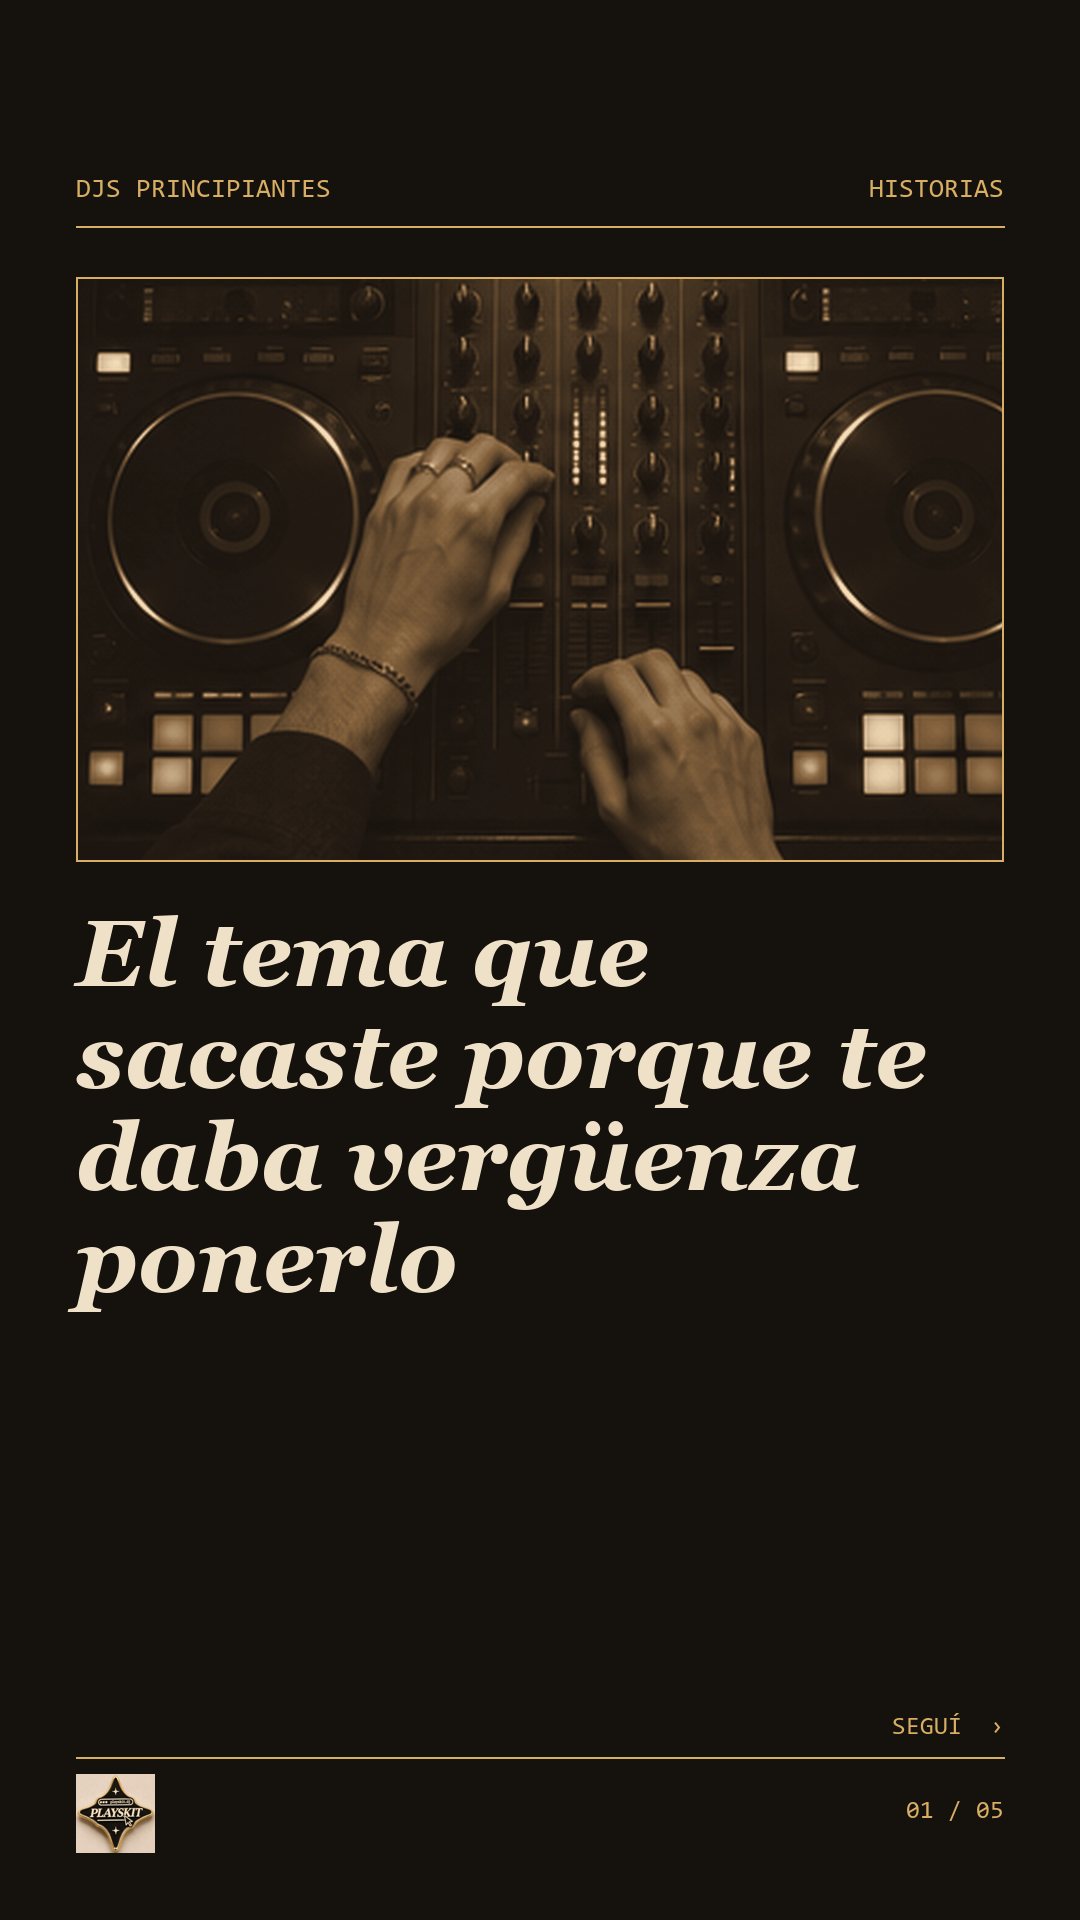 DJS PRINCIPIANTES
HISTORIAS
El tema que
sacaste porque te
daba vergüenza
ponerlo
SEGUÍ ›
PLAYSKIT
01 / 05